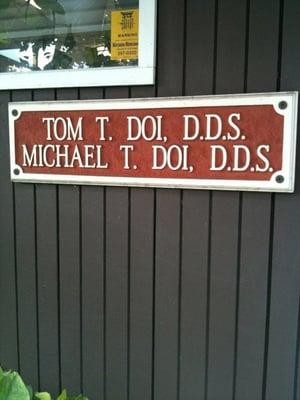 WARNING
TOM T. DOI, D.D.S.
MICHAEL T. DOI, D.D.S.